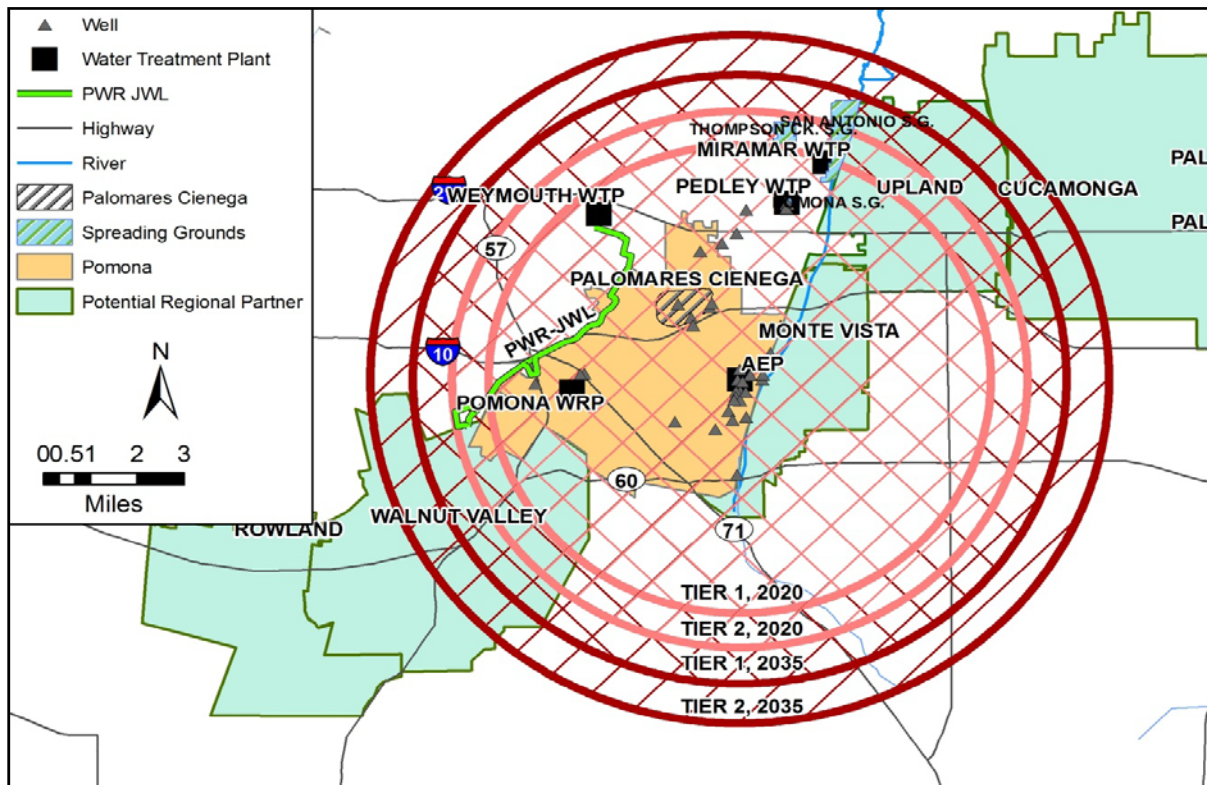 Well
Water Treatment Plant
PWR JWL
Highway
River
Palomares Cienega
Spreading Grounds
Pomona
Potential Regional Partner
N
00.51 2 3
Miles
SAN ANTONIO S.G.
THOMPSON CK. S.G.
MIRAMAR WTP
PAL
2
WEYMOUTH WTP
PEDLEY WTP
UPLAND
CUCAMONGA
OMONA S.G.
PAL
57
PALOMARES CIENEGA
PWR-JWL
MONTE VISTA
10
AEP
POMONA WRP
60
WALNUT VALLEY
ROWLAND
71
TIER 1, 2020
TIER 2, 2020
TIER 1, 2035
TIER 2, 2035